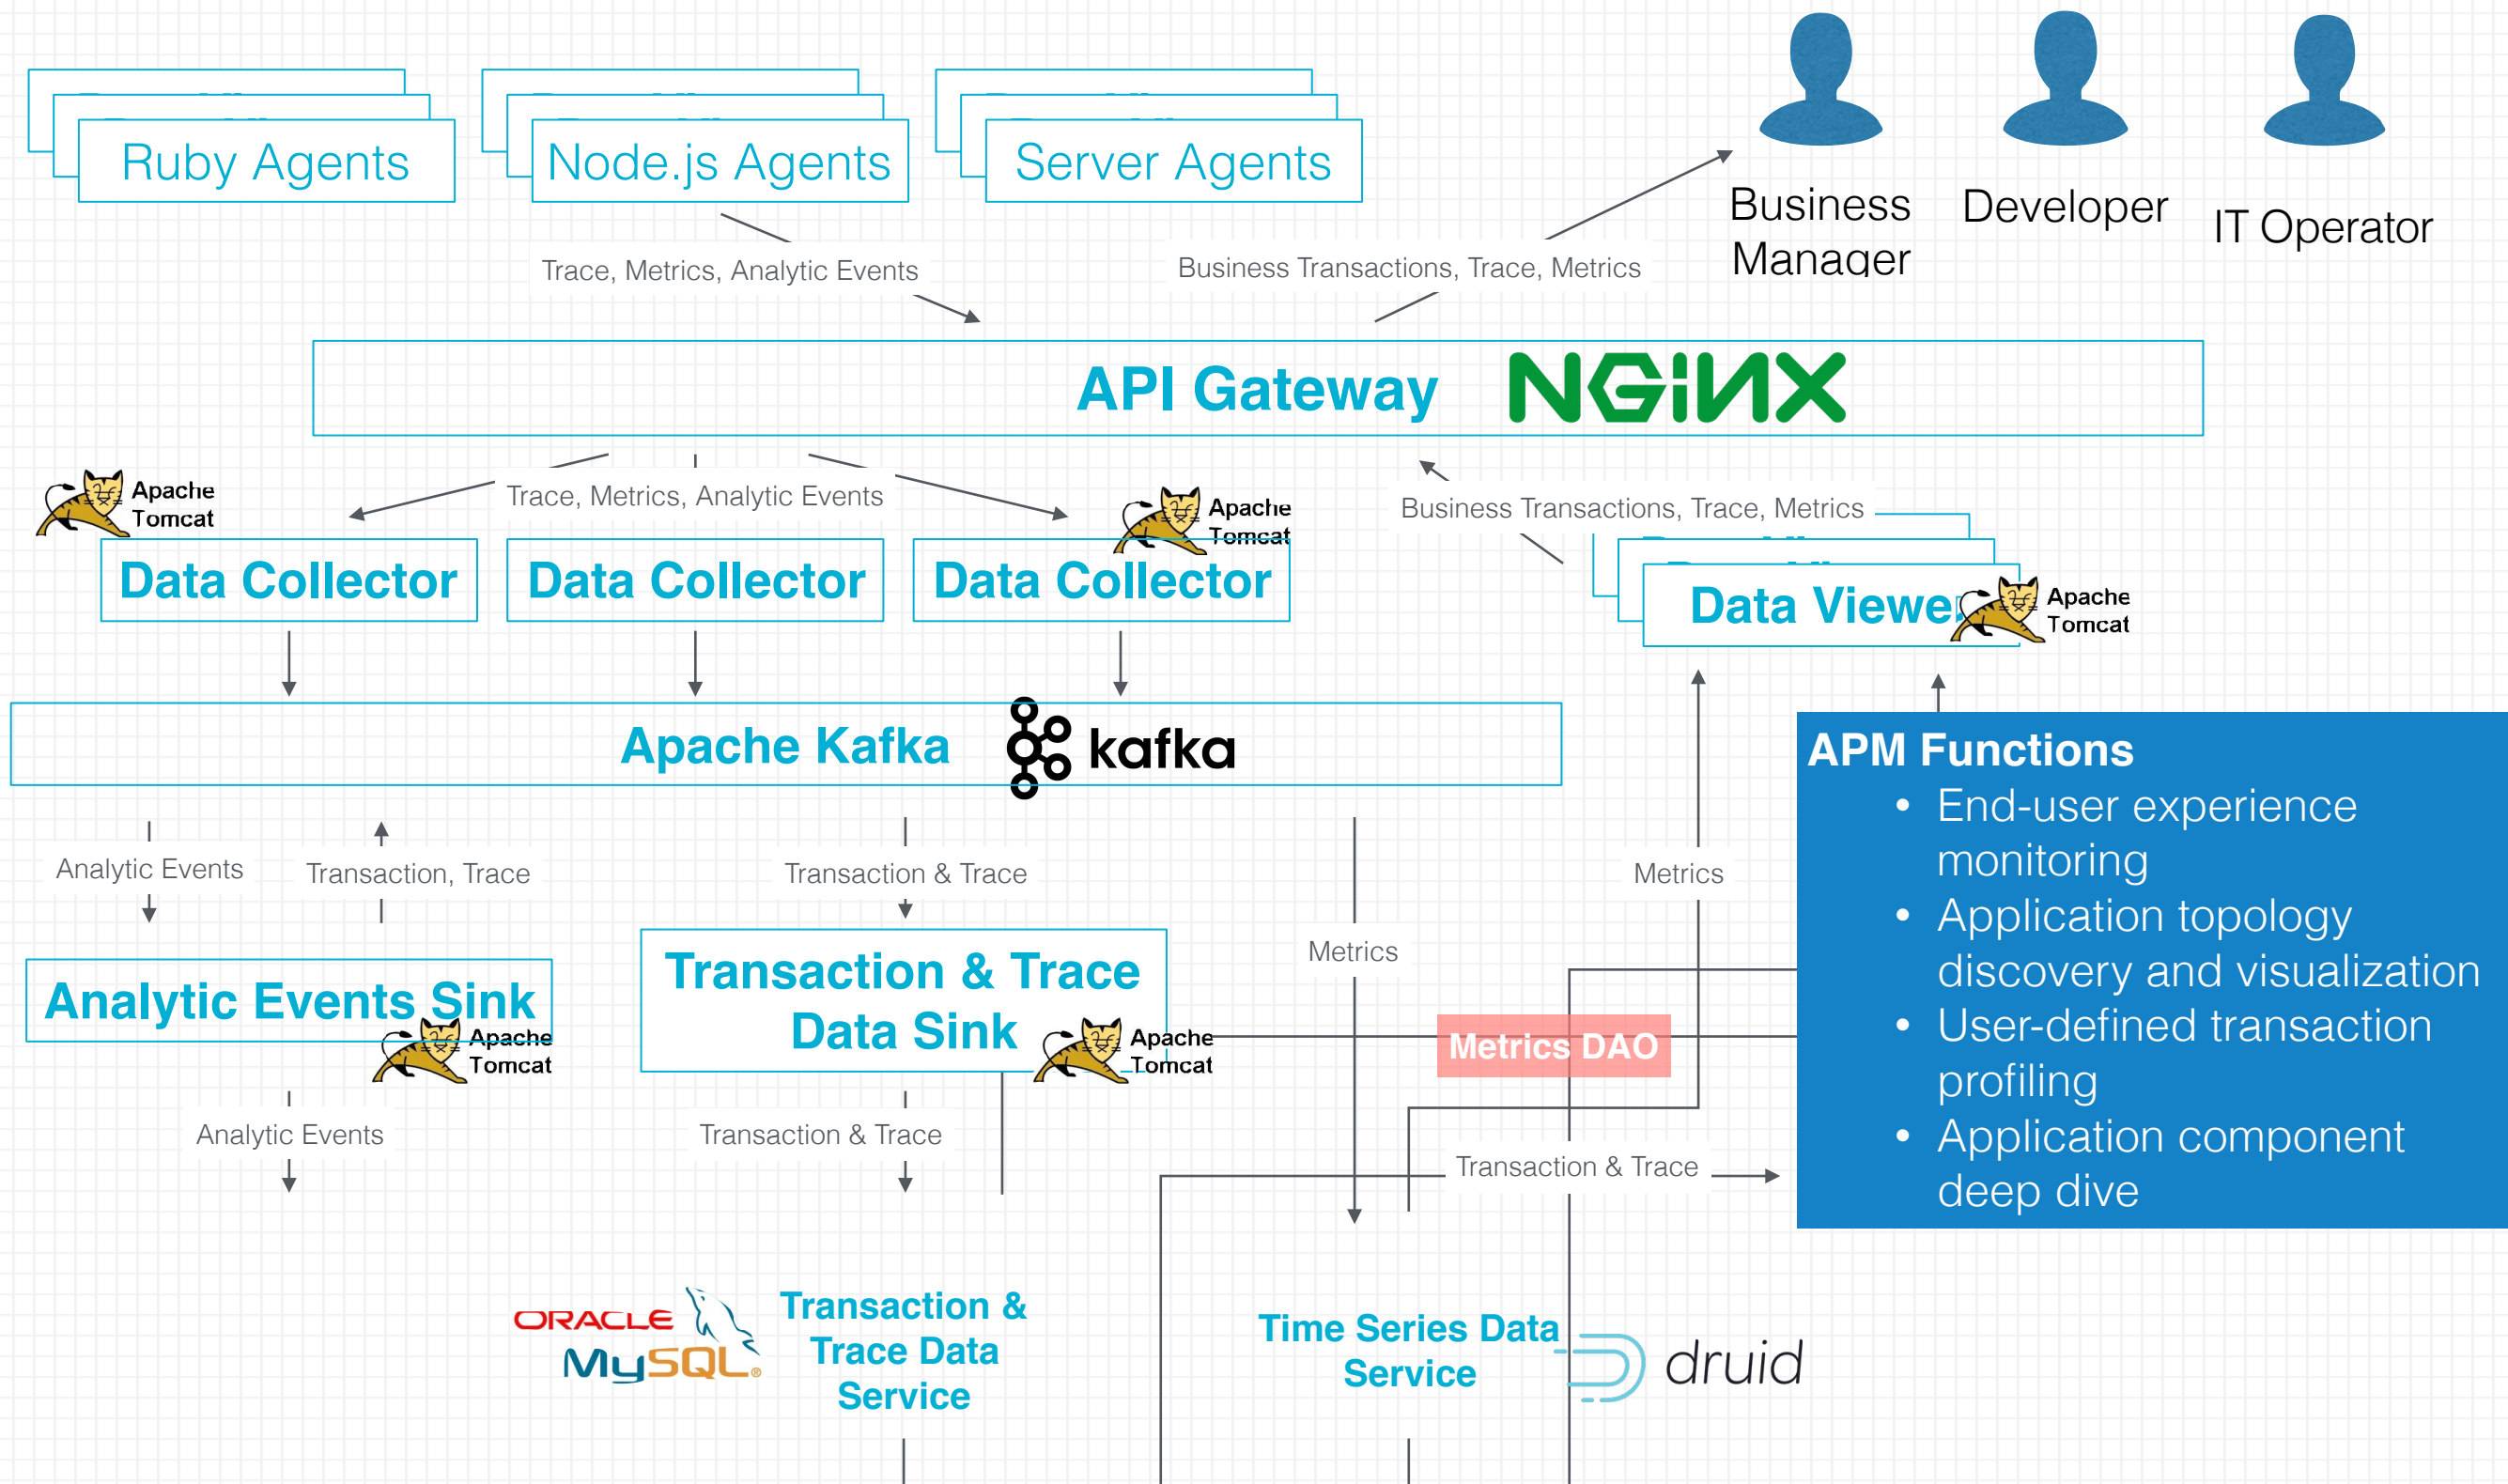 Ruby Agents
Node.js Agents
Server Agents
Business
Manager
Developer
IT Operator
Trace, Metrics, Analytic Events
Business Transactions, Trace, Metrics
API Gateway
NGINX
Apache
Tomcat
Trace, Metrics, Analytic Events
Apache
Tomcat
Business Transactions, Trace, Metrics
Data Collector
Data Collector
Data Collector
Data Viewer
Apache
Tomcat
Apache Kafka
kafka
APM Functions
• End-user experience
monitoring
• Application topology
discovery and visualization
• User-defined transaction
profiling
• Application component
deep dive
Analytic Events
Transaction, Trace
Transaction & Trace
Metrics
Metrics
Analytic Events Sink
Apache
Tomcat
Transaction & Trace
Data Sink
Apache
Tomcat
Metrics DAO
Analytic Events
Transaction & Trace
Transaction & Trace
ORACLE
MySQL®
Transaction &
Trace Data
Service
Time Series Data
Service
druid